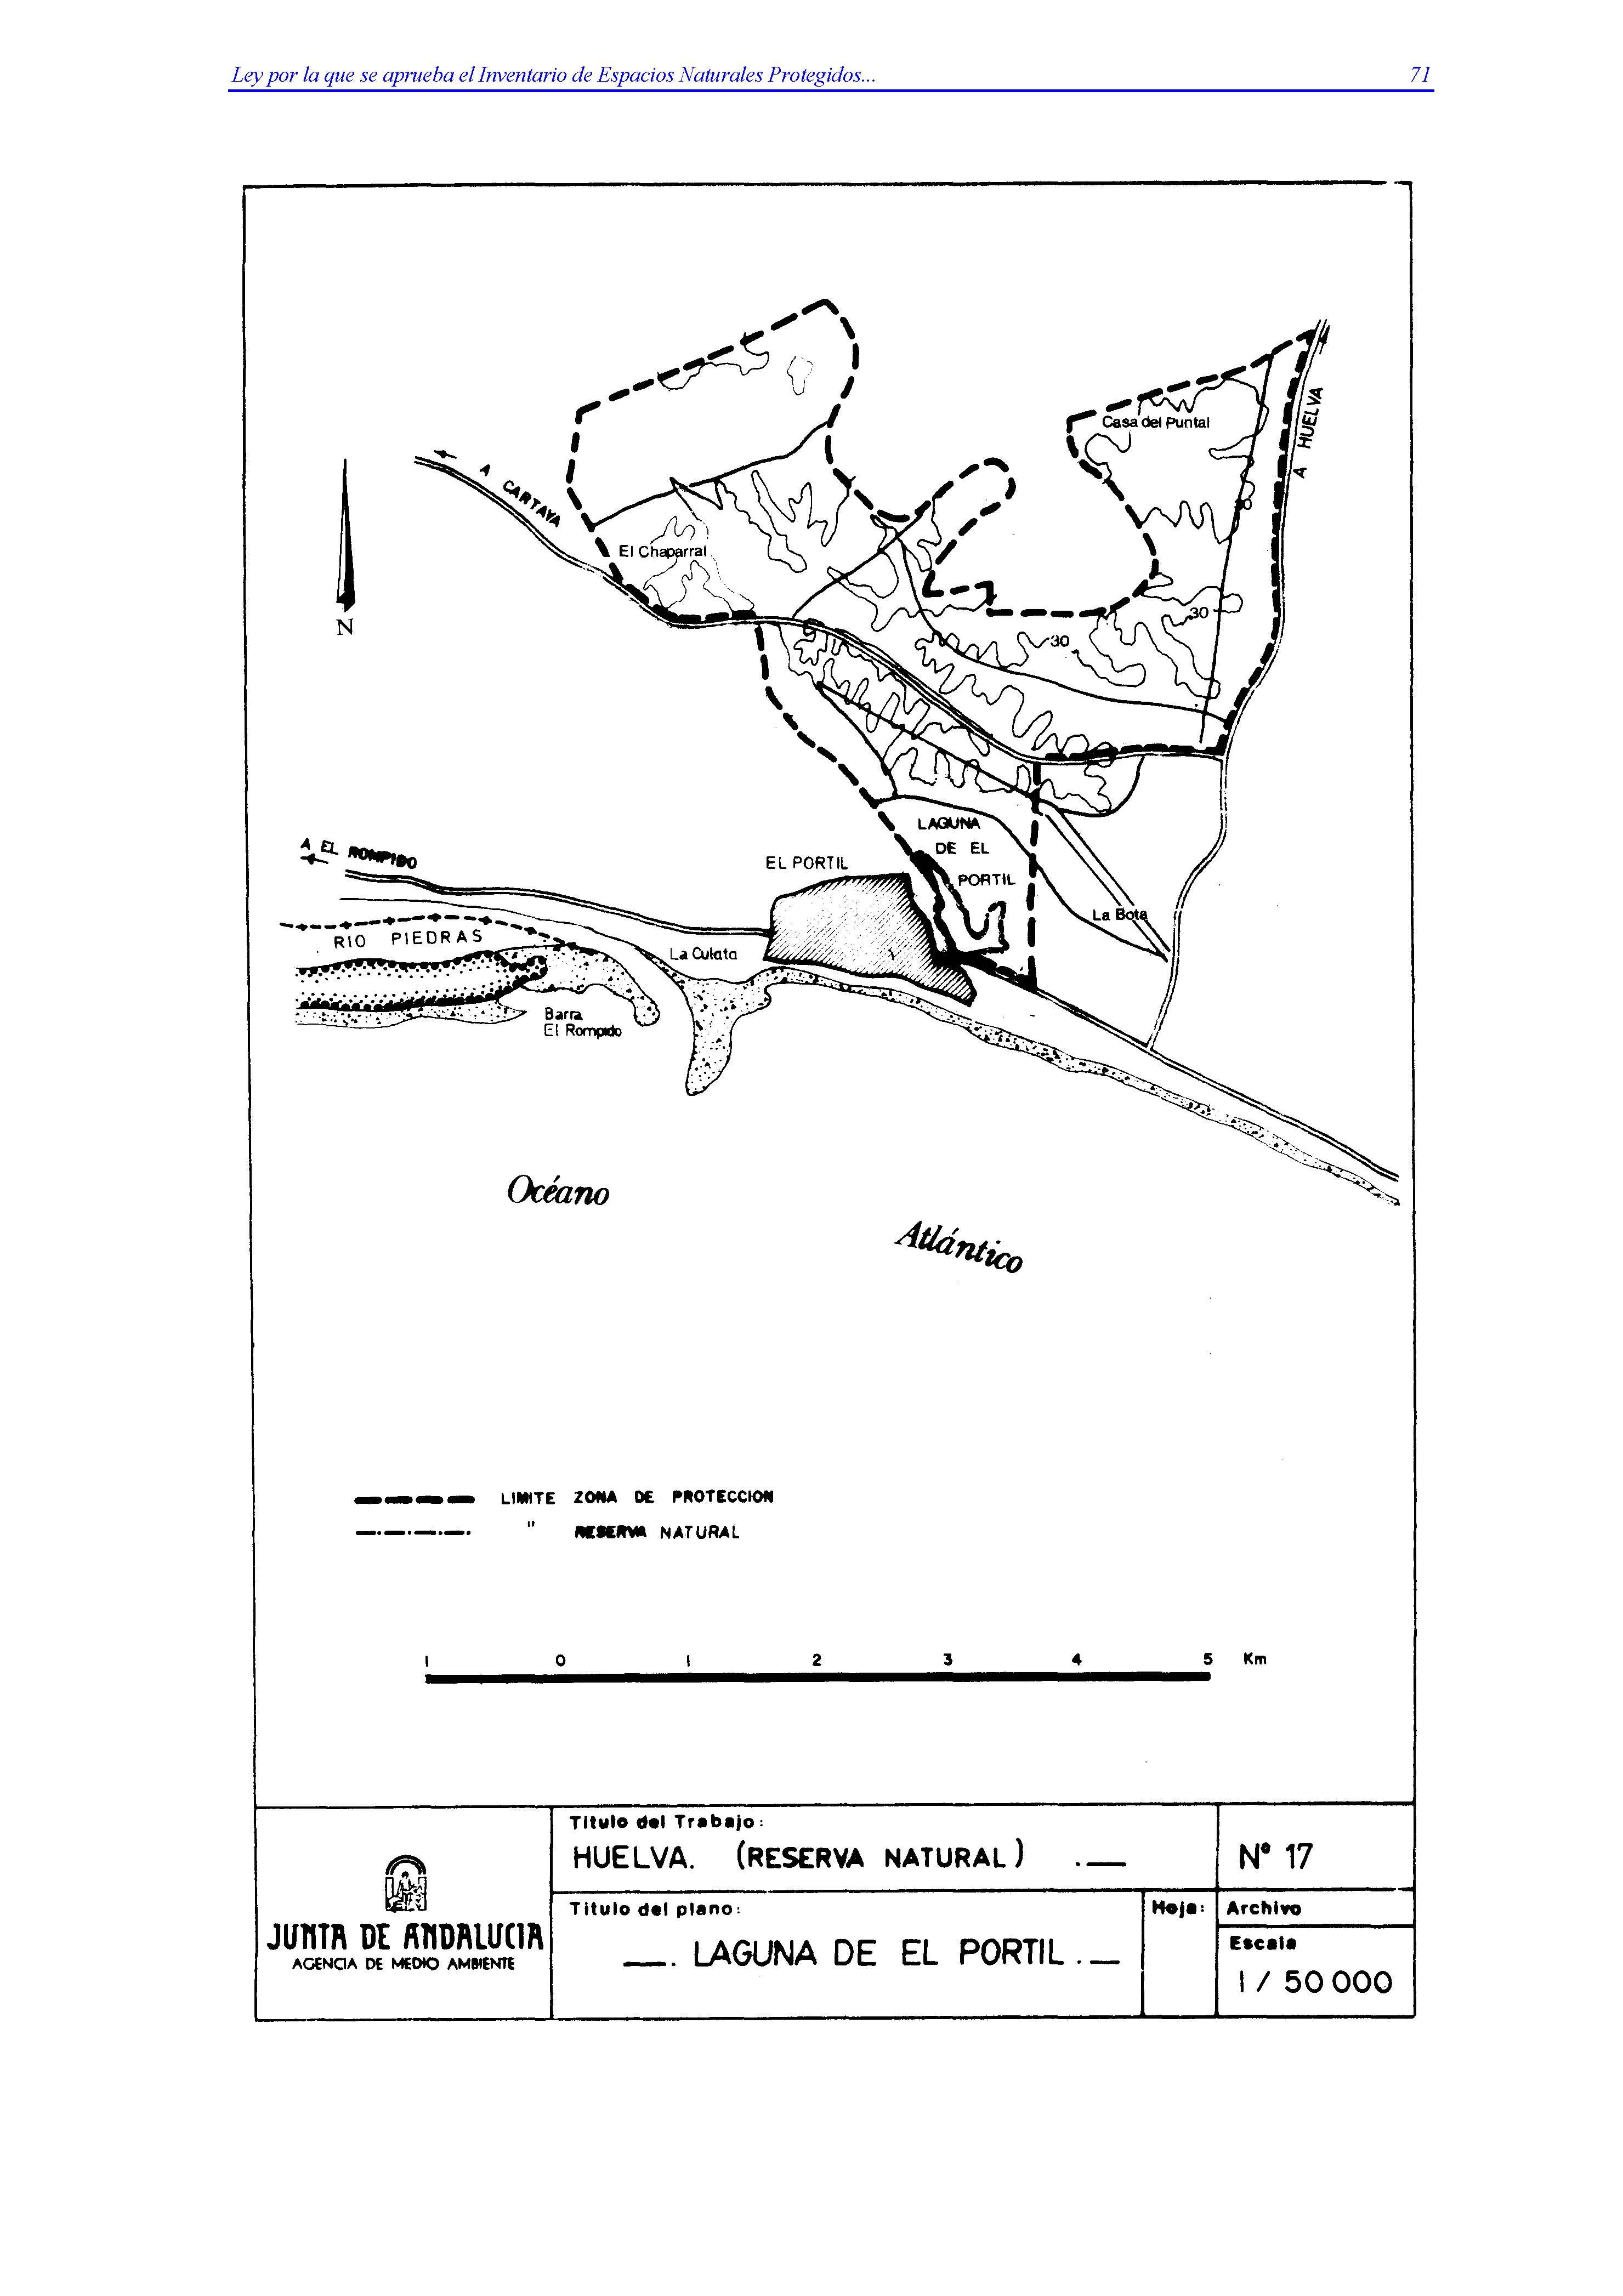 Ley por la que se aprueba el Inventario de Espacios Naturales Protegidos... 71
Casa del Puntal
A HUELVA
A CARTAYA
El Chaparral
N
30
30
LAGUNA
DE EL
PORTIL
A EL ROMPIDO
EL PORTIL
La Bota
RIO PIEDRAS
La Culata
Barra
El Rompido
Océano
Atlántico
LIMITE ZONA DE PROTECCION
" RESERVA NATURAL
1 0 1 2 3 4 5 Km
Titulo del Trabajo:
HUELVA. (RESERVA NATURAL) .—
Nº 17
JUNTA DE ANDALUCIA
AGENCIA DE MEDIO AMBIENTE
Titulo del plano:
—. LAGUNA DE EL PORTIL .—
Hoja:
Archivo
Escala
1 / 50 000